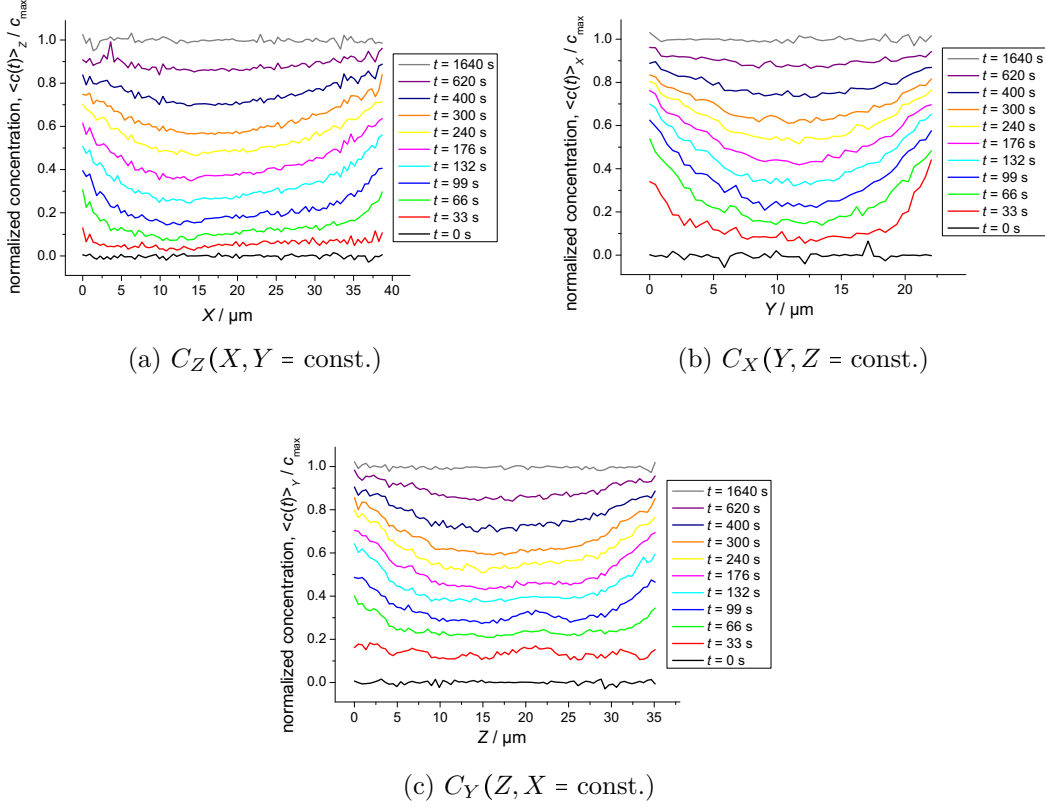 normalized concentration, <c(t)>Z / cmax
1.0
0.8
0.6
0.4
0.2
0.0
0 5 10 15 20 25 30 35 40
X / µm
t = 1640 s
t = 620 s
t = 400 s
t = 300 s
t = 240 s
t = 176 s
t = 132 s
t = 99 s
t = 66 s
t = 33 s
t = 0 s
(a) CZ(X, Y = const.)
normalized concentration, <c(t)>X / cmax
1.0
0.8
0.6
0.4
0.2
0.0
0 5 10 15 20
Y / µm
t = 1640 s
t = 620 s
t = 400 s
t = 300 s
t = 240 s
t = 176 s
t = 132 s
t = 99 s
t = 66 s
t = 33 s
t = 0 s
(b) CX(Y, Z = const.)
normalized concentration, <c(t)>Y / cmax
1.0
0.8
0.6
0.4
0.2
0.0
0 5 10 15 20 25 30 35
Z / µm
t = 1640 s
t = 620 s
t = 400 s
t = 300 s
t = 240 s
t = 176 s
t = 132 s
t = 99 s
t = 66 s
t = 33 s
t = 0 s
(c) CY(Z, X = const.)